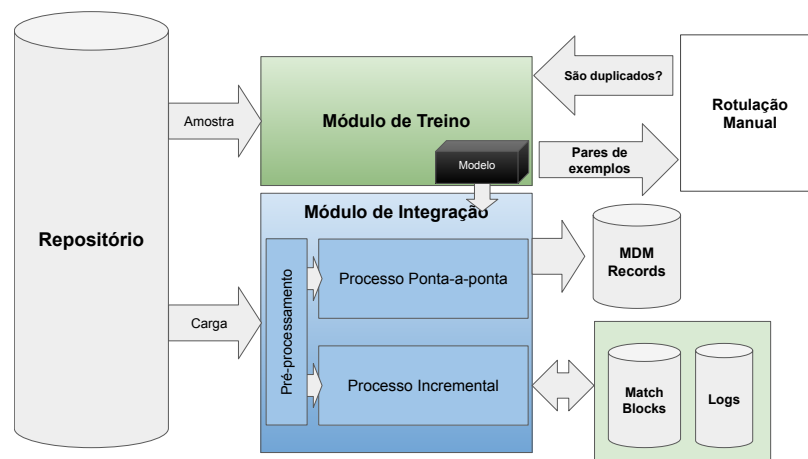 Repositório
Amostra
Carga
Módulo de Treino
Modelo
São duplicados?
Pares de
exemplos
Rotulação
Manual
Módulo de Integração
Pré-processamento
Processo Ponta-a-ponta
Processo Incremental
MDM
Records
Match
Blocks
Logs